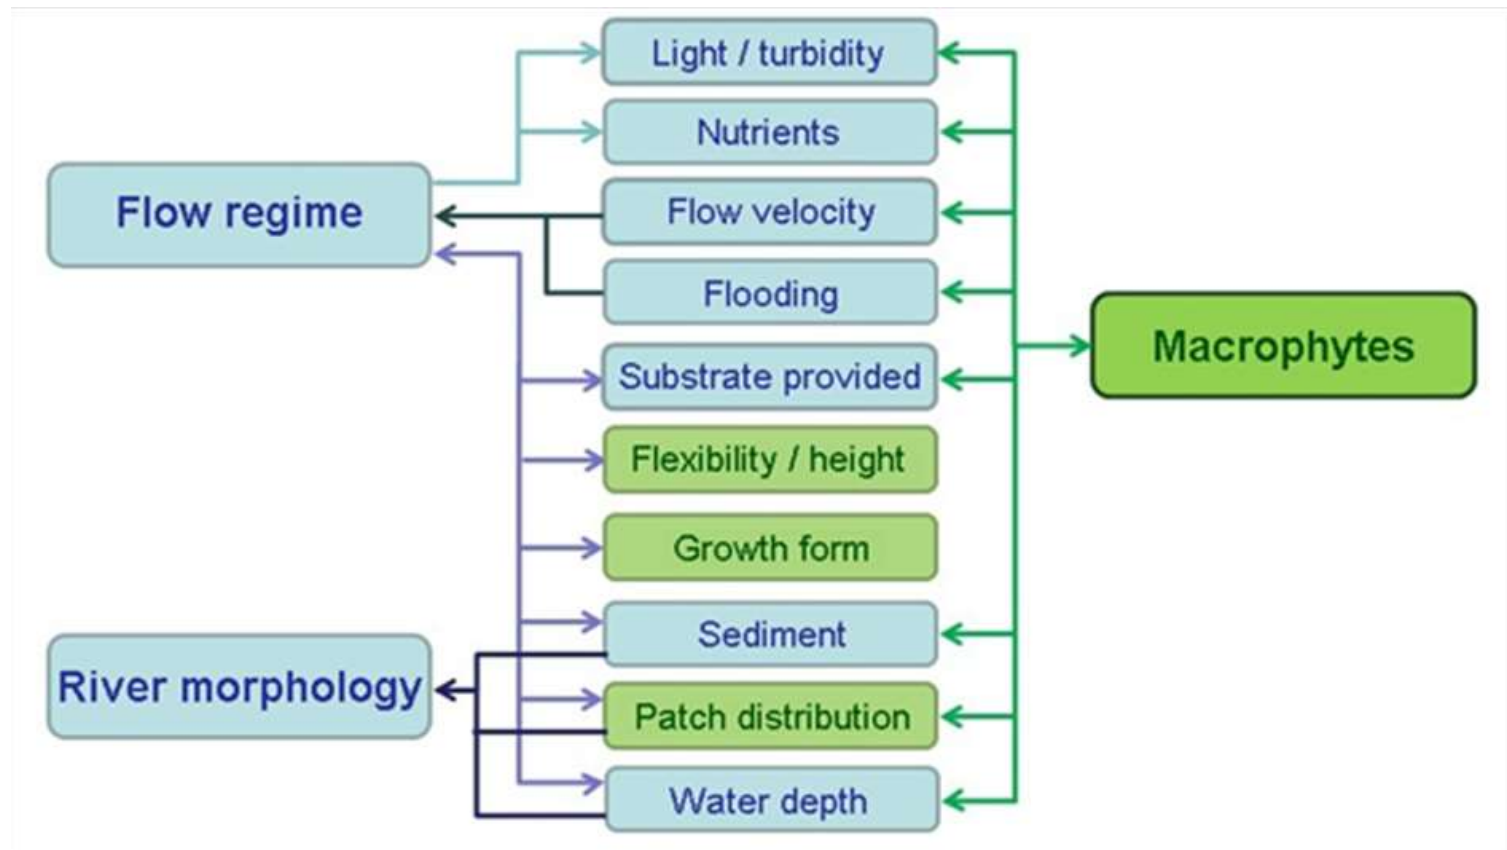 Light / turbidity
Nutrients
Flow regime
Flow velocity
Flooding
Macrophytes
Substrate provided
Flexibility / height
Growth form
Sediment
River morphology
Patch distribution
Water depth